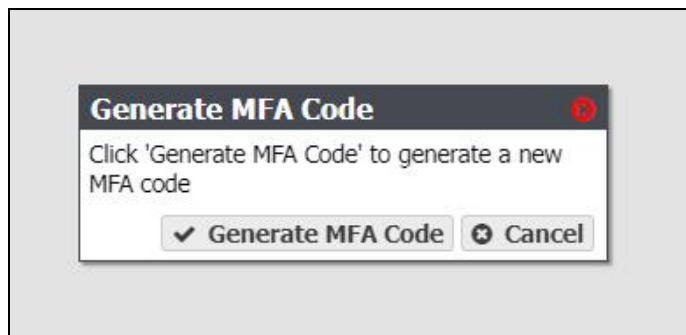 Generate MFA Code
Click 'Generate MFA Code' to generate a new
MFA code
Generate MFA Code Cancel